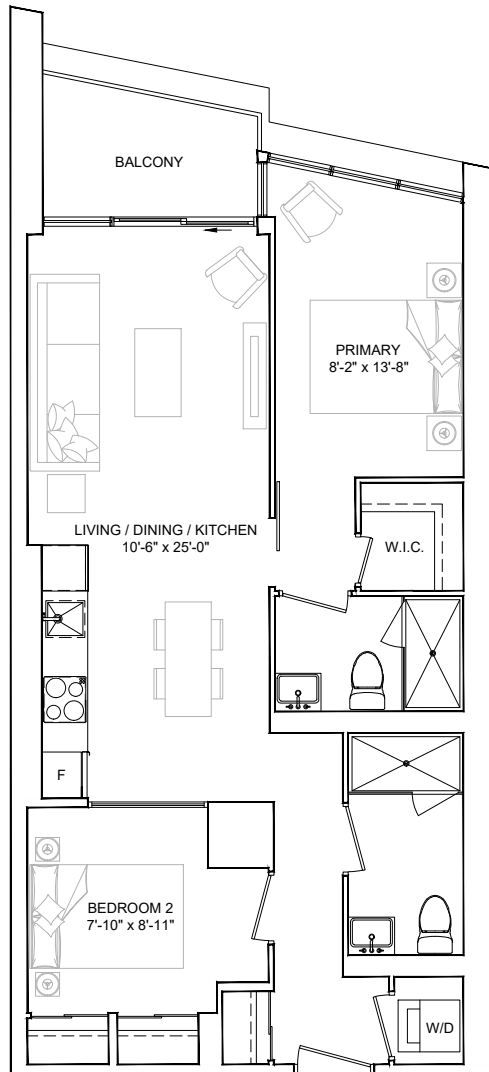 BALCONY
PRIMARY
8'-2" x 13'-8"
LIVING / DINING / KITCHEN
10'-6" x 25'-0"
W.I.C.
F
BEDROOM 2
7'-10" x 8'-11"
W/D